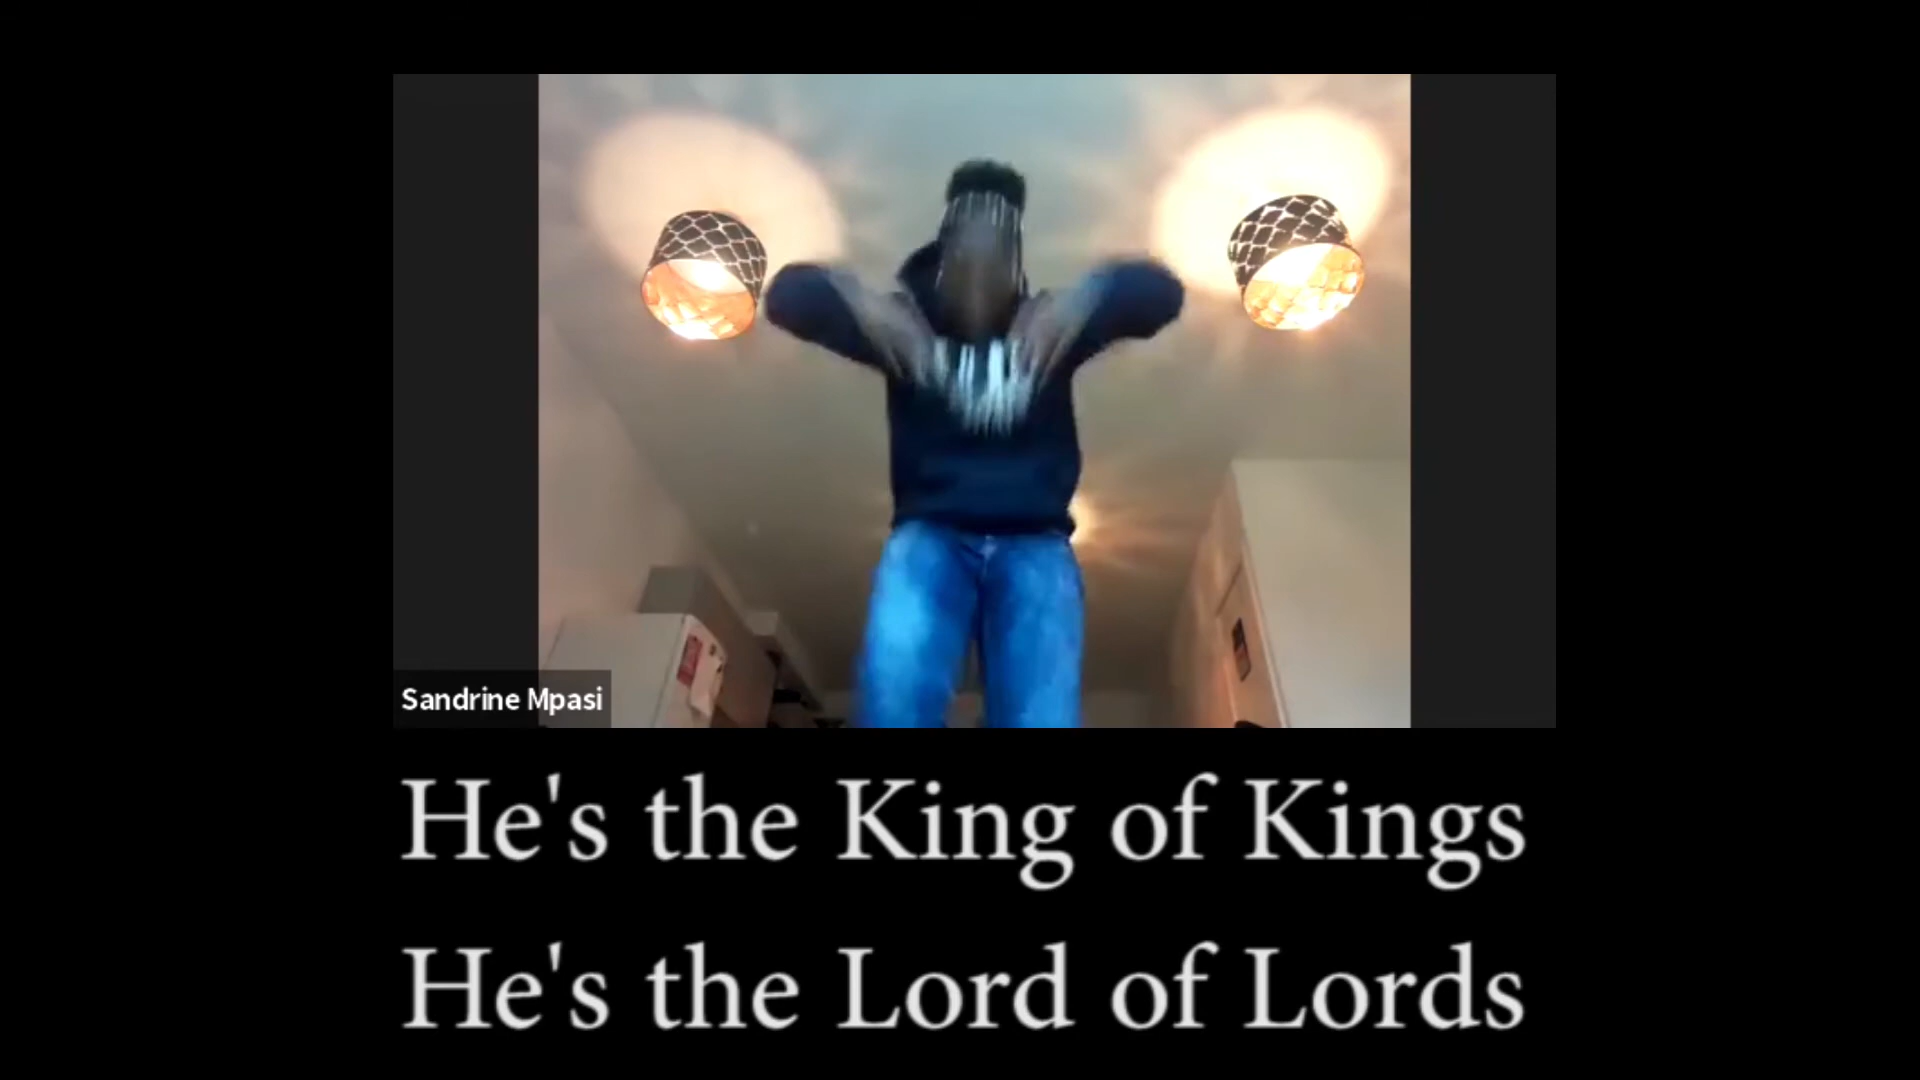 Sandrine Mpasi
He's the King of Kings
He's the Lord of Lords